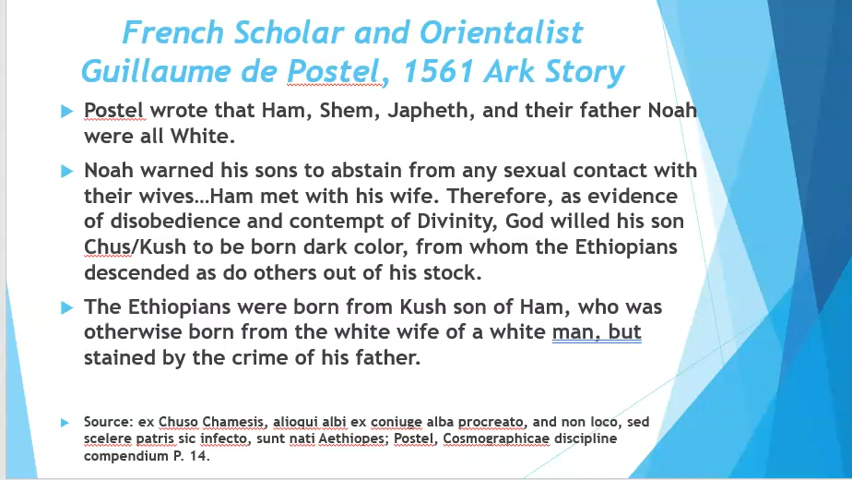 French Scholar and Orientalist
Guillaume de Postel, 1561 Ark Story
Postel wrote that Ham, Shem, Japheth, and their father Noah
were all White.
Noah warned his sons to abstain from any sexual contact with
their wives…Ham met with his wife. Therefore, as evidence
of disobedience and contempt of Divinity, God willed his son
Chus/Kush to be born dark color, from whom the Ethiopians
descended as do others out of his stock.
The Ethiopians were born from Kush son of Ham, who was
otherwise born from the white wife of a white man, but
stained by the crime of his father.
Source: ex Chuso Chamesis, alioqui albi ex coniuge alba procreato, and non loco, sed
scelere patris sic infecto, sunt nati Aethiopes; Postel, Cosmographicae discipline
compendium P. 14.